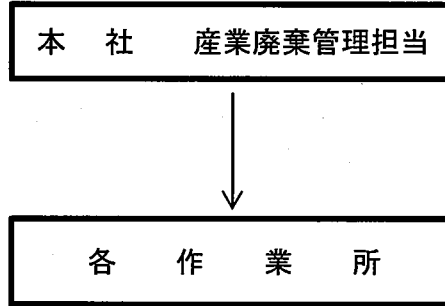 本　社　　産業廃棄管理担当
各　作　業　所